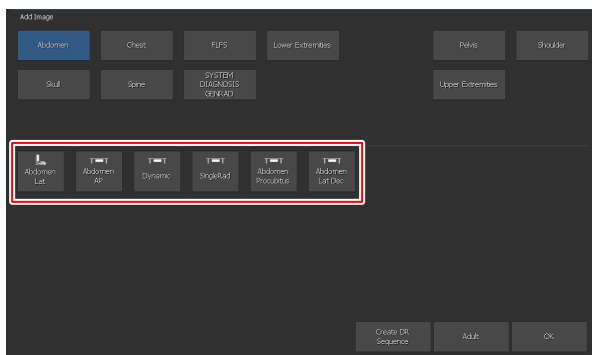 Add Image
Abdomen Chest FLFS Lower Extremities Pelvis Shoulder
Skull Spine SYSTEM DIAGNOSIS GENRAD Upper Extremities
Abdomen Lat Abdomen AP Dynamic SingleRad Abdomen Procubitus Abdomen Lat Dec
Create DR Sequence Adult OK